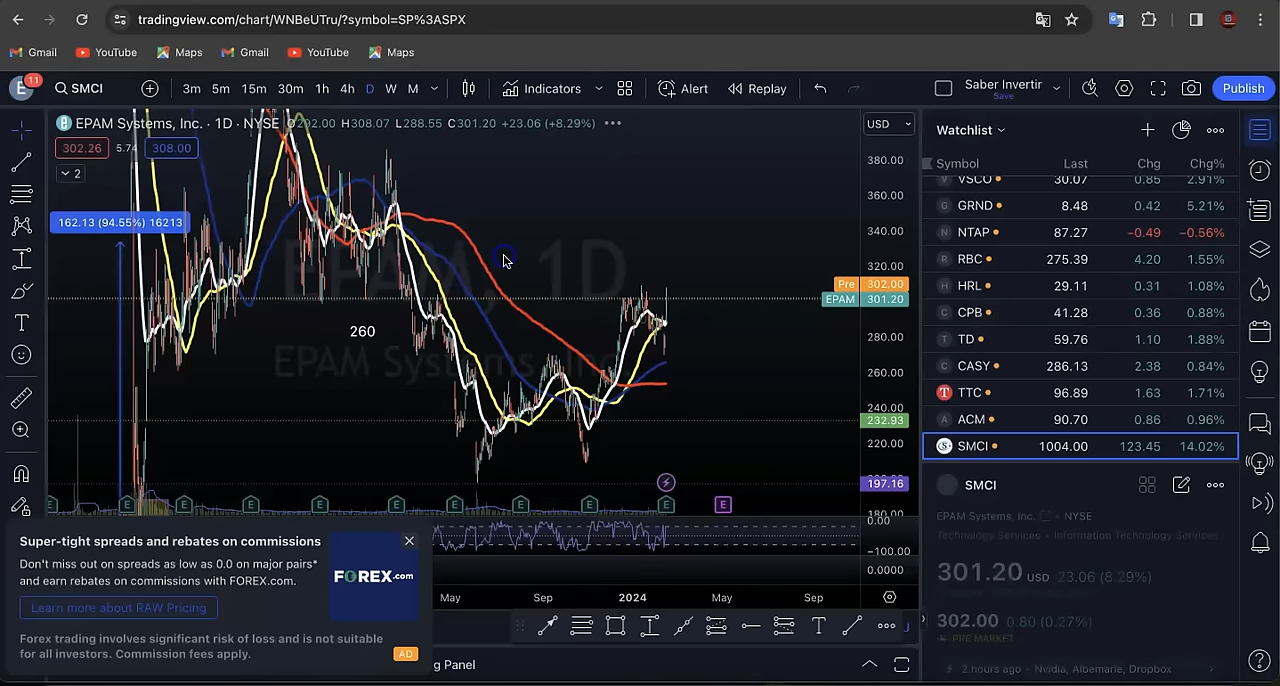 tradingview.com/chart/WNBeUTru/?symbol=SP%3ASPX
Gmail YouTube Maps Gmail YouTube Maps
11
E SMCI 3m 5m 15m 30m 1h 4h D W M Indicators Alert Replay Saber Invertir Save Publish
EPAM Systems, Inc. · 1D · NYSE O292.00 H308.07 L288.55 C301.20 +23.06 (+8.29%)
302.26 5.74 308.00
2
162.13 (94.55%) 16213
EPAM, 1D
EPAM Systems, Inc.
260
USD
380.00
360.00
340.00
320.00
Pre 302.00
EPAM 301.20
280.00
260.00
240.00
232.93
220.00
197.16
180.00
0.00
−100.00
0.0000
E E E E E E E E E E E
May Sep 2024 May Sep
Watchlist
Symbol Last Chg Chg%
VSCO 30.07 0.85 2.91%
GRND 8.48 0.42 5.21%
NTAP 87.27 −0.49 −0.56%
RBC 275.39 4.20 1.55%
HRL 29.11 0.31 1.08%
CPB 41.28 0.36 0.88%
TD 59.76 1.10 1.88%
CASY 286.13 2.38 0.84%
TTC 96.89 1.63 1.71%
ACM 90.70 0.86 0.96%
SMCI 1004.00 123.45 14.02%
SMCI
EPAM Systems, Inc. NYSE
Technology Services • Information Technology Services
301.20 USD 23.06 (8.29%)
302.00 0.80 (0.27%)
PRE MARKET
2 hours ago • Nvidia, Albemarle, Dropbox
Super-tight spreads and rebates on commissions
Don't miss out on spreads as low as 0.0 on major pairs*
and earn rebates on commissions with FOREX.com.
Learn more about RAW Pricing
Forex trading involves significant risk of loss and is not suitable
for all investors. Commission fees apply.
FOREX.com
AD
g Panel